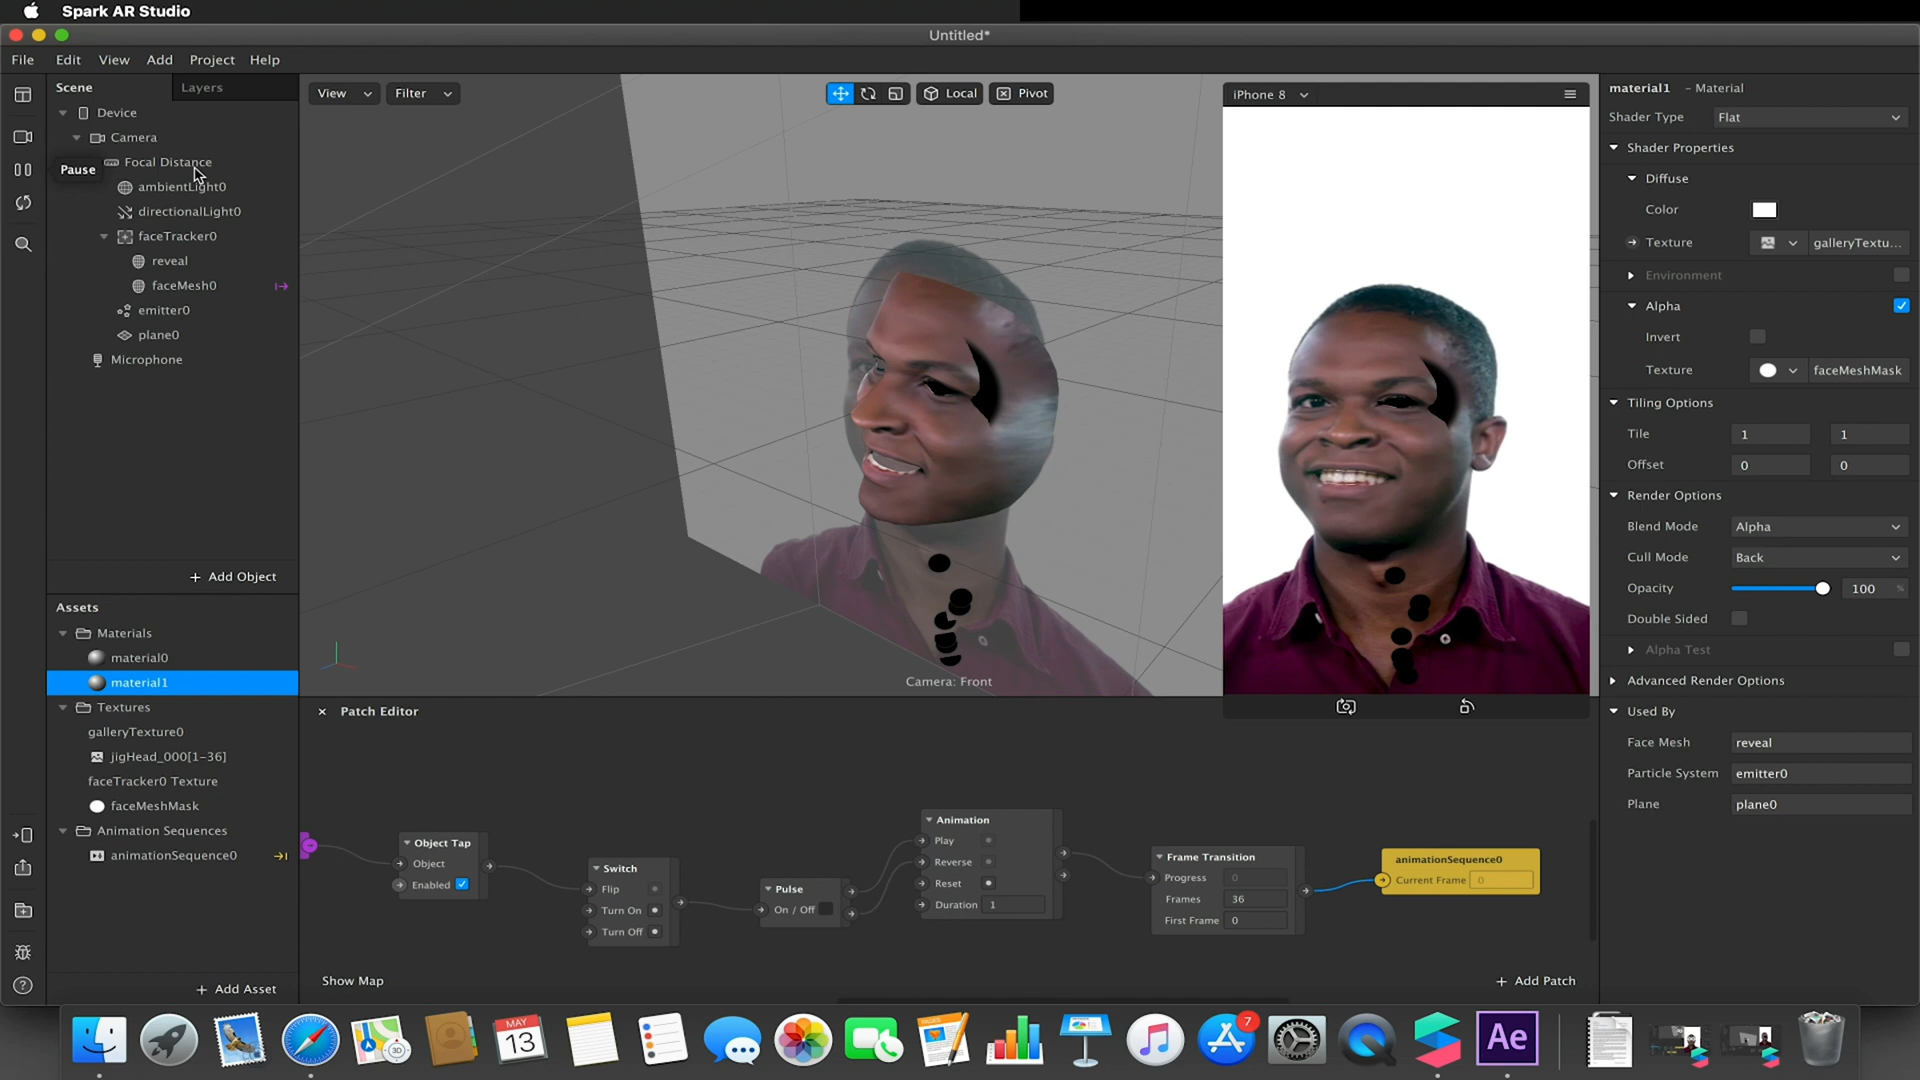 Spark AR Studio
Untitled*
File Edit View Add Project Help
Scene
Layers
Device
Camera
Focal Distance
Pause
ambientLight0
directionalLight0
faceTracker0
reveal
faceMesh0
emitter0
plane0
Microphone
+ Add Object
Assets
Materials
material0
material1
Textures
galleryTexture0
jigHead_000[1-36]
faceTracker0 Texture
faceMeshMask
Animation Sequences
animationSequence0
+ Add Asset
View
Filter
Local
Pivot
Camera: Front
iPhone 8
Patch Editor
Object Tap
Object
Enabled
Switch
Flip
Turn On
Turn Off
Pulse
On / Off
Animation
Play
Reverse
Reset
Duration 1
Frame Transition
Progress 0
Frames 36
First Frame 0
animationSequence0
Current Frame 0
Show Map
+ Add Patch
material1 - Material
Shader Type Flat
Shader Properties
Diffuse
Color
Texture galleryTextu...
Environment
Alpha
Invert
Texture faceMeshMask
Tiling Options
Tile 1 1
Offset 0 0
Render Options
Blend Mode Alpha
Cull Mode Back
Opacity 100 %
Double Sided
Alpha Test
Advanced Render Options
Used By
Face Mesh reveal
Particle System emitter0
Plane plane0
3D
MAY
13
7
Ae